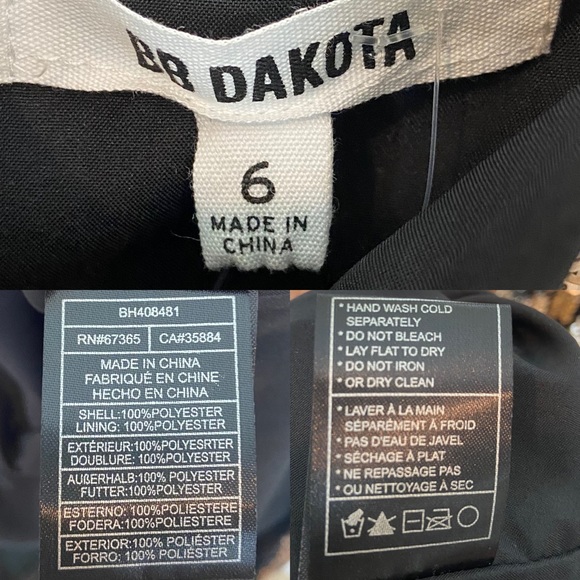 BB DAKOTA
6
MADE IN
CHINA
BH408481
RN#67365 CA#35884
MADE IN CHINA
FABRIQUÉ EN CHINE
HECHO EN CHINA
SHELL:100%POLYESTER
LINING: 100%POLYESTER
EXTÉRIEUR:100%POLYESRTER
DOUBLURE: 100%POLYESTER
AUßERHALB:100%POLYESTER
FUTTER:100%POLYESTER
ESTERNO: 100%POLIESTERE
FODERA:100%POLIESTERE
EXTERIOR:100% POLIÉSTER
FORRO: 100% POLIÉSTER
* HAND WASH COLD
SEPARATELY
* DO NOT BLEACH
* LAY FLAT TO DRY
* DO NOT IRON
* OR DRY CLEAN
* LAVER À LA MAIN
SÉPARÉMENT À FROID
* PAS D'EAU DE JAVEL
* SÉCHAGE À PLAT
* NE REPASSAGE PAS
* OU NETTOYAGE À SEC